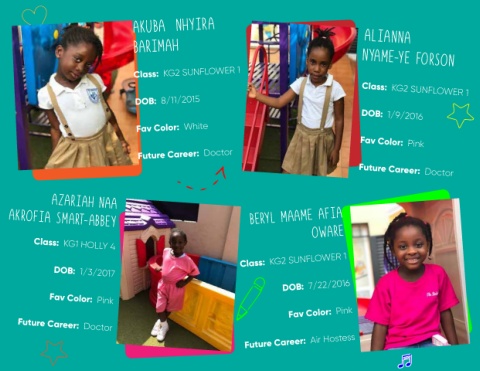 AKUBA NHYIRA
BARIMAH
Class: KG2 SUNFLOWER 1
DOB: 8/11/2015
Fav Color: White
Future Career: Doctor
ALIANNA
NYAME-YE FORSON
Class: KG2 SUNFLOWER 1
DOB: 1/9/2016
Fav Color: Pink
Future Career: Doctor
AZARIAH NAA
AKROFIA SMART-ABBEY
Class: KG1 HOLLY 4
DOB: 1/3/2017
Fav Color: Pink
Future Career: Doctor
BERYL MAAME AFIA
OWARE
Class: KG2 SUNFLOWER 1
DOB: 7/22/2016
Fav Color: Pink
Future Career: Air Hostess